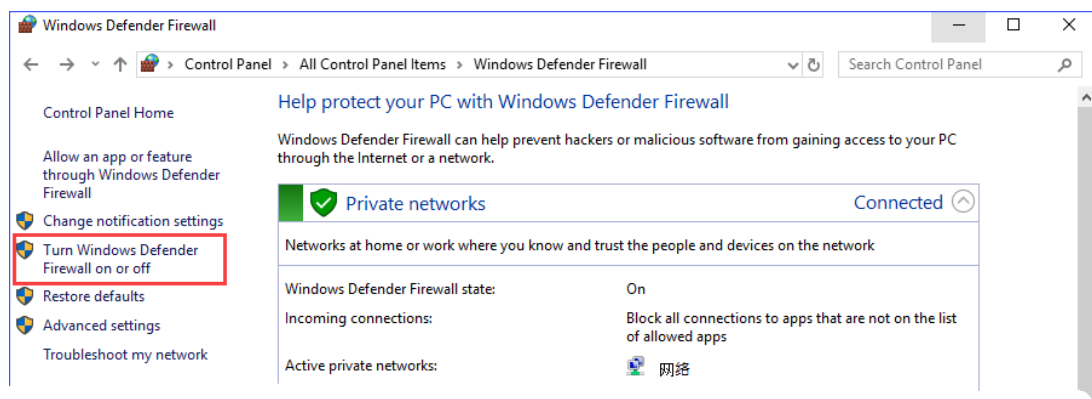 Windows Defender Firewall
Control Panel > All Control Panel Items > Windows Defender Firewall
Search Control Panel
Control Panel Home
Allow an app or feature
through Windows Defender
Firewall
Change notification settings
Turn Windows Defender
Firewall on or off
Restore defaults
Advanced settings
Troubleshoot my network
Help protect your PC with Windows Defender Firewall
Windows Defender Firewall can help prevent hackers or malicious software from gaining access to your PC
through the Internet or a network.
Private networks Connected
Networks at home or work where you know and trust the people and devices on the network
Windows Defender Firewall state: On
Incoming connections: Block all connections to apps that are not on the list
of allowed apps
Active private networks: 网络